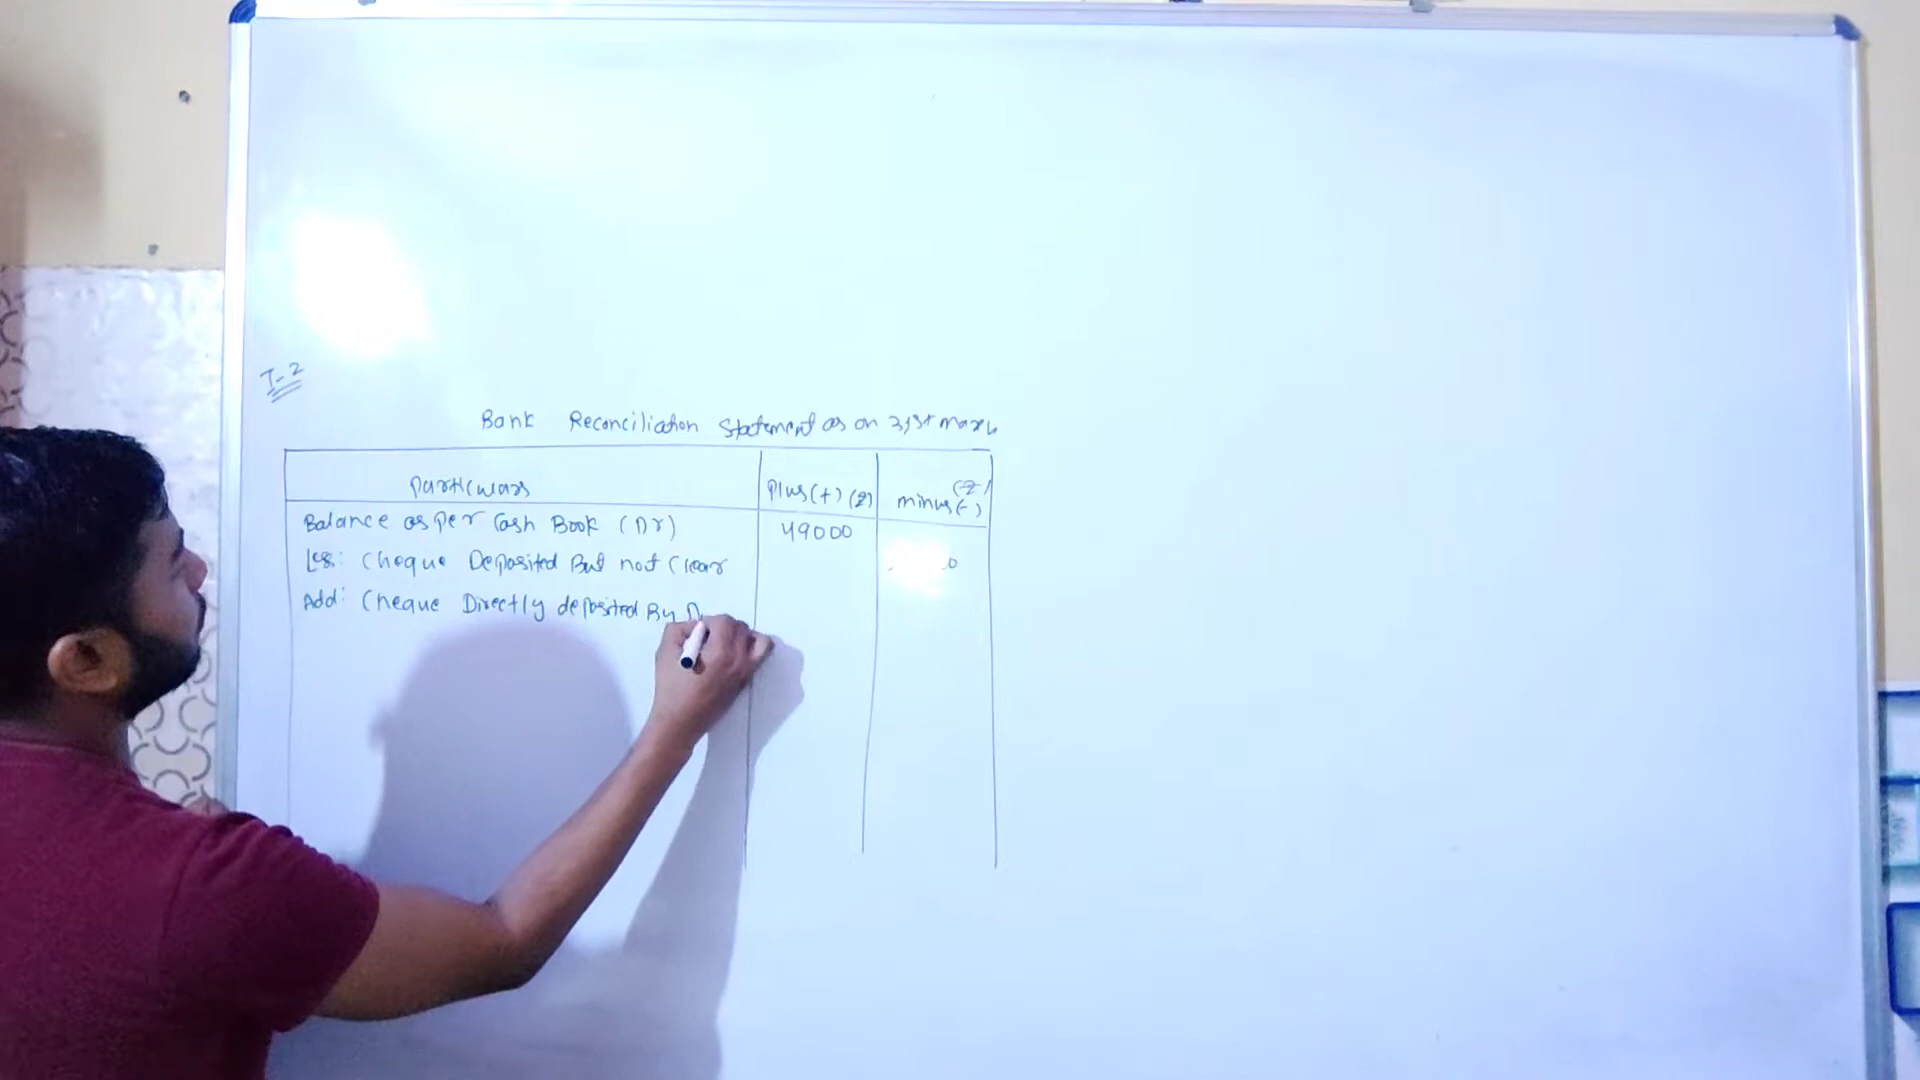 T-2
Bank Reconciliation Statement as on 31st March
Particulars Plus(+) (₹) minus(-) (₹)
Balance as per Cash Book (Dr) 49000
Less: Cheque Deposited But not Clear
Add: Cheque Directly deposited By